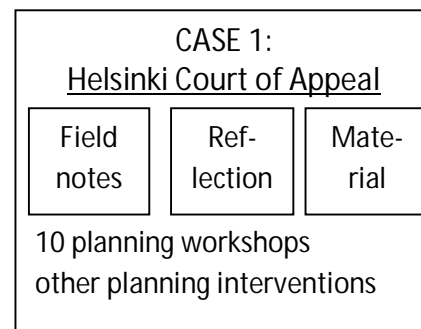 CASE 1:
Helsinki Court of Appeal
Field
notes
Ref-
lection
Mate-
rial
10 planning workshops
other planning interventions